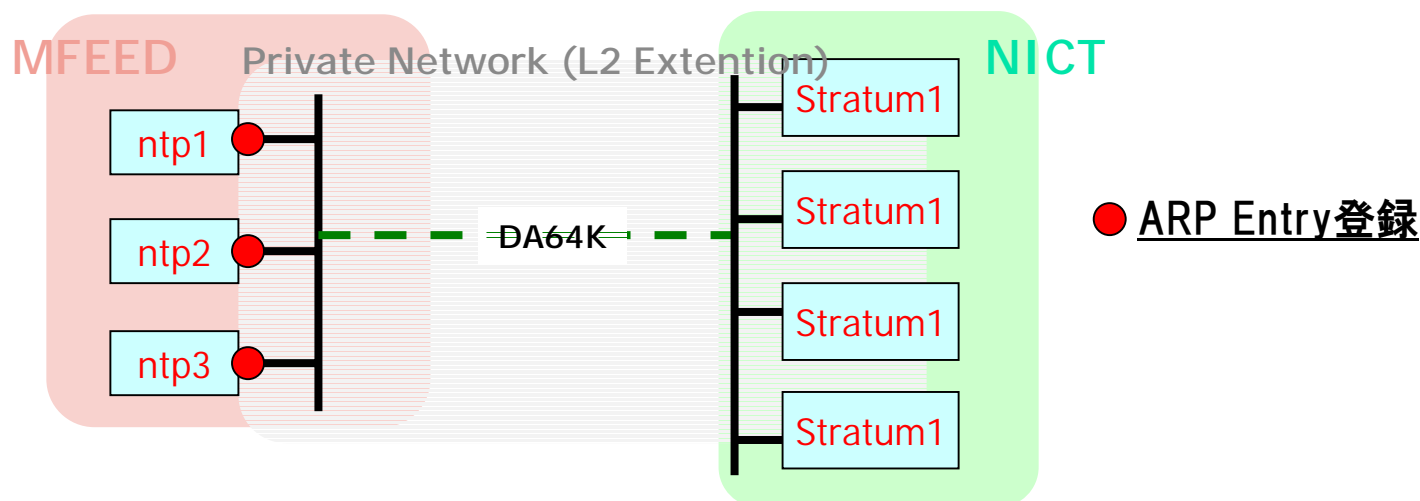 MFEED
Private Network (L2 Extention)
NICT
ntp1
ntp2
ntp3
DA64K
Stratum1
Stratum1
Stratum1
Stratum1
ARP Entry登録